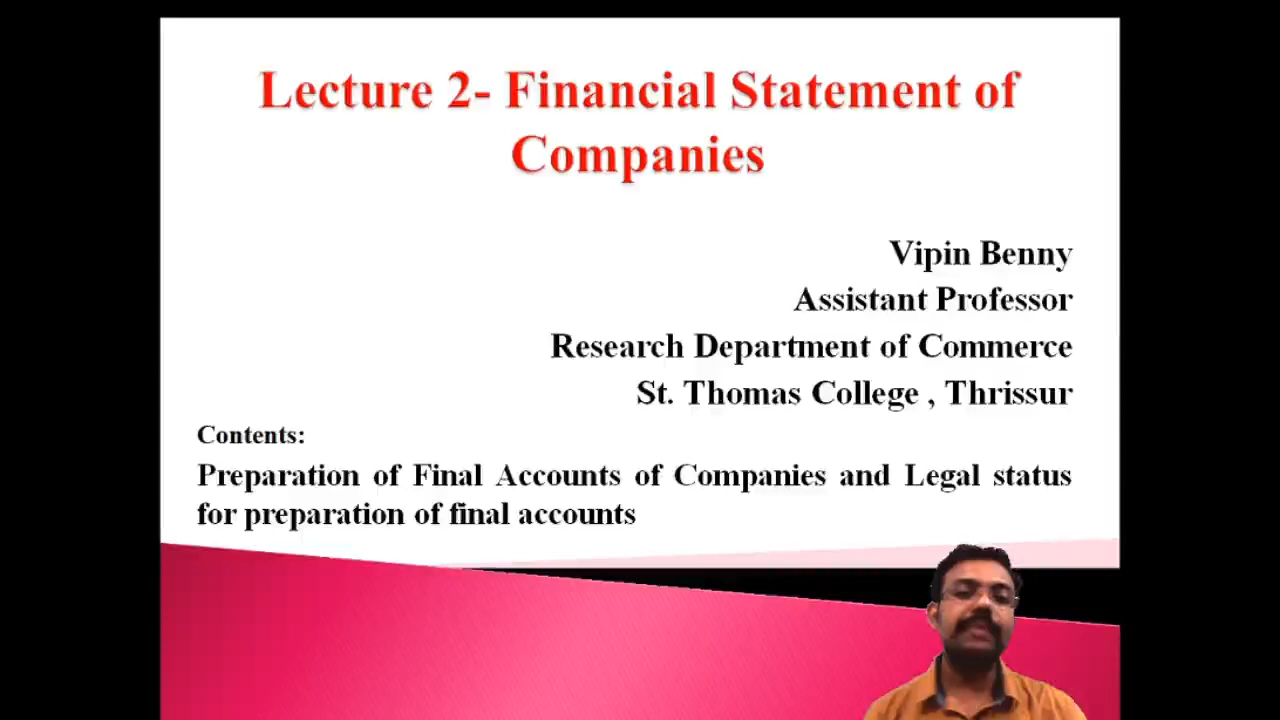 Lecture 2- Financial Statement of
Companies
Vipin Benny
Assistant Professor
Research Department of Commerce
St. Thomas College , Thrissur
Contents:
Preparation of Final Accounts of Companies and Legal status
for preparation of final accounts